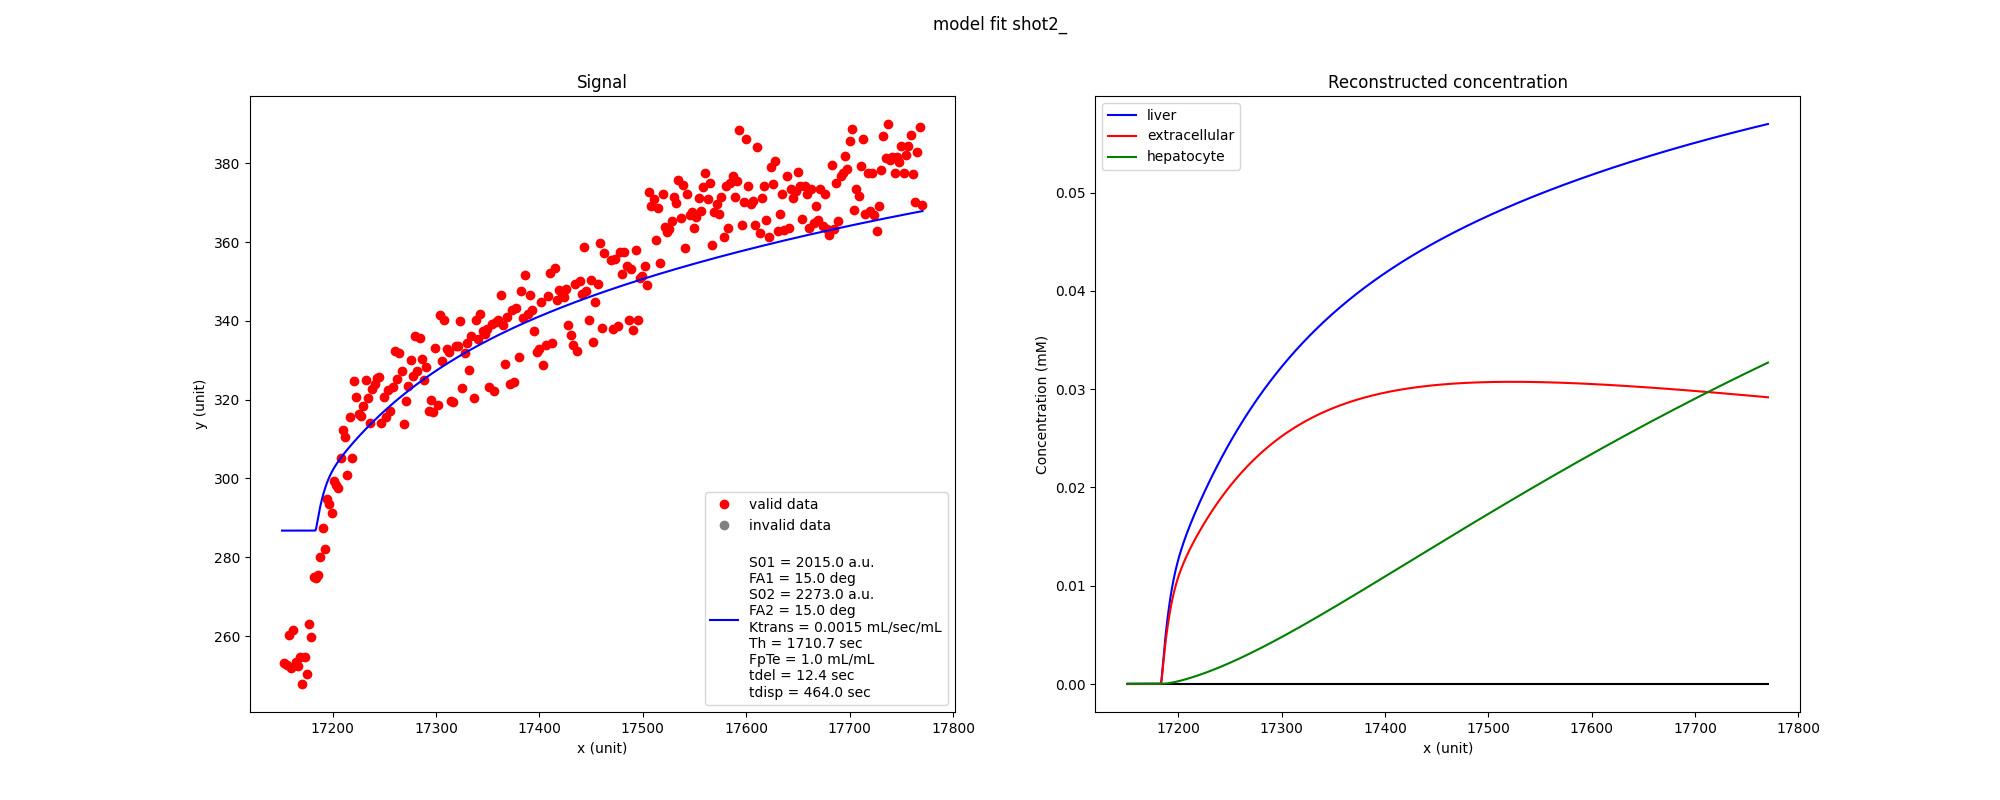 model fit shot2_
Signal
y (unit)
380
360
340
320
300
280
260
17200
17300
17400
17500
17600
17700
17800
x (unit)
valid data
invalid data
S01 = 2015.0 a.u.
FA1 = 15.0 deg
S02 = 2273.0 a.u.
FA2 = 15.0 deg
Ktrans = 0.0015 mL/sec/mL
Th = 1710.7 sec
FpTe = 1.0 mL/mL
tdel = 12.4 sec
tdisp = 464.0 sec
Reconstructed concentration
Concentration (mM)
0.05
0.04
0.03
0.02
0.01
0.00
17200
17300
17400
17500
17600
17700
17800
x (unit)
liver
extracellular
hepatocyte